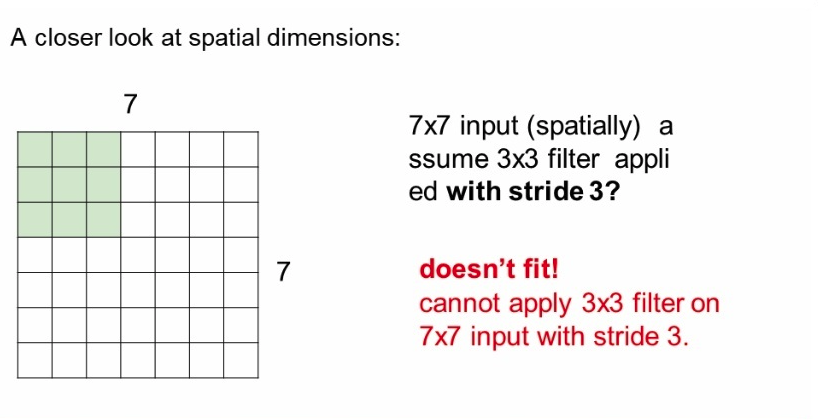 A closer look at spatial dimensions:
7
7x7 input (spatially) a
ssume 3x3 filter appli
ed with stride 3?
7
doesn’t fit!
cannot apply 3x3 filter on
7x7 input with stride 3.